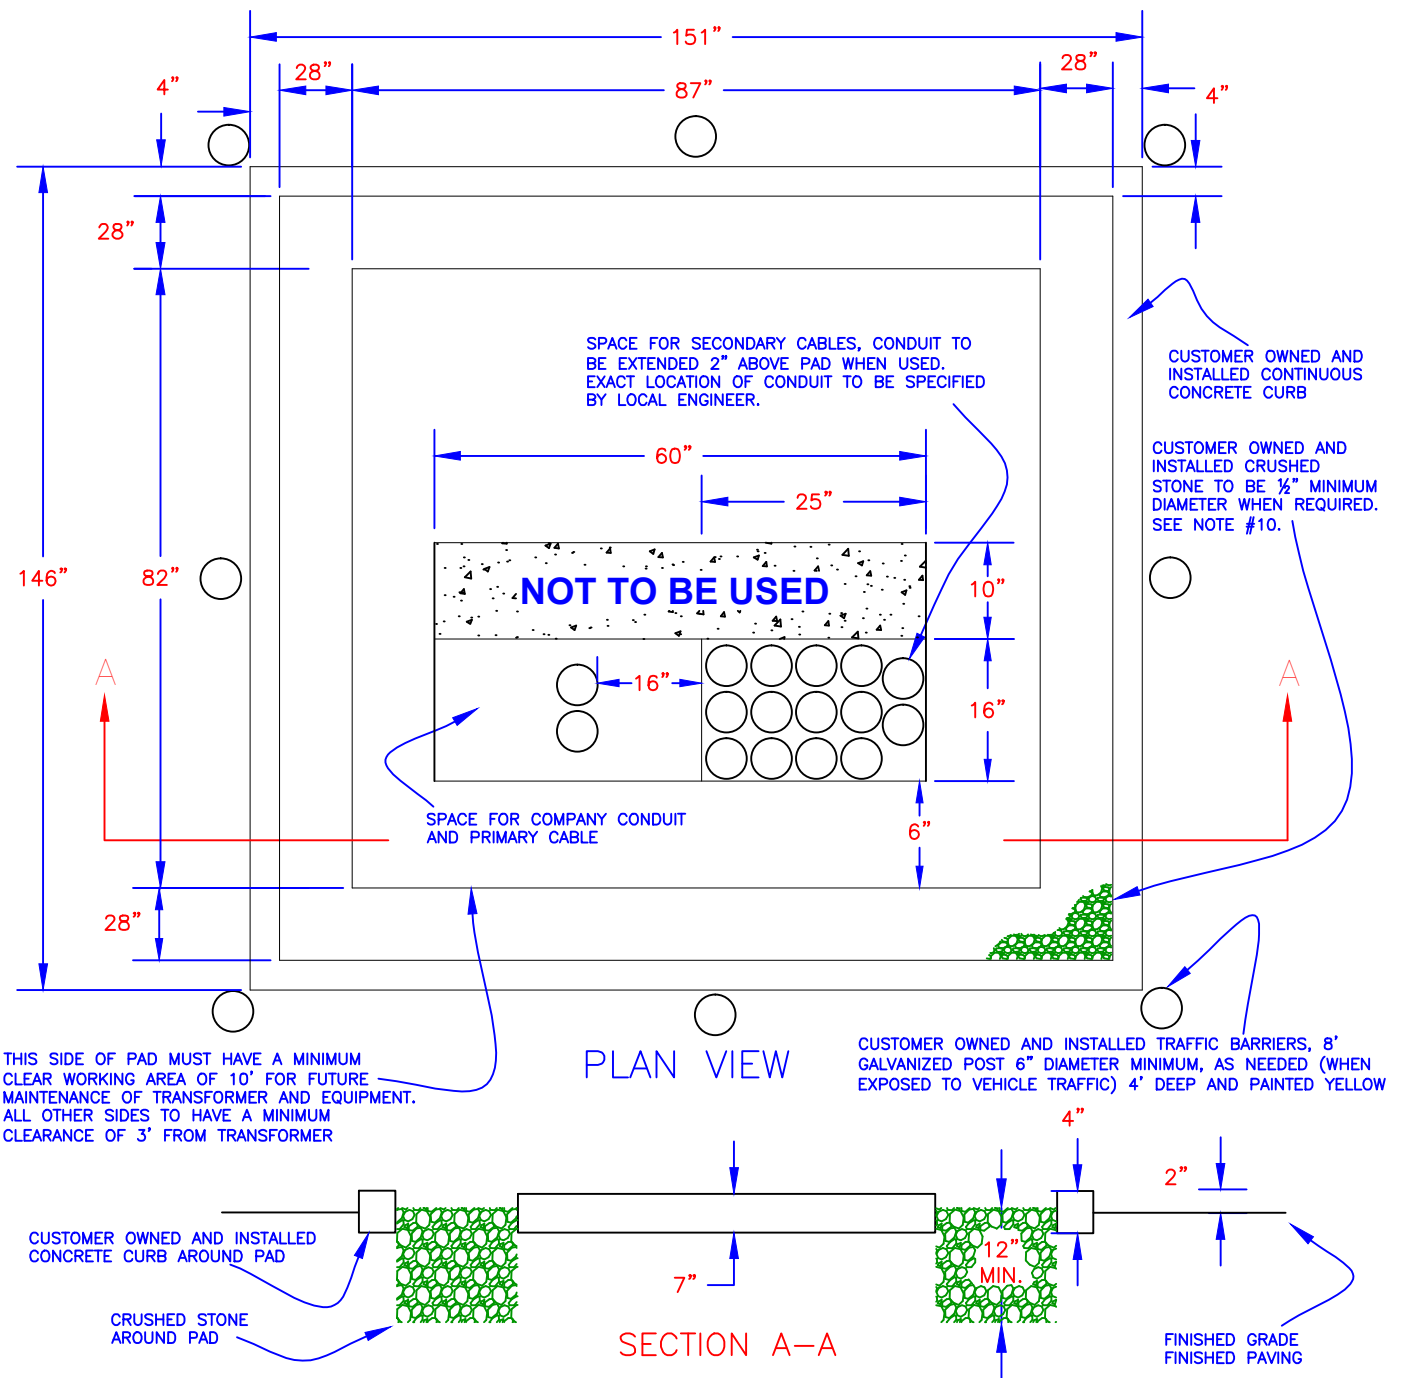 151”
28”
28”
4”
87”
4”
28”
SPACE FOR SECONDARY CABLES, CONDUIT TO
BE EXTENDED 2” ABOVE PAD WHEN USED.
EXACT LOCATION OF CONDUIT TO BE SPECIFIED
BY LOCAL ENGINEER.
CUSTOMER OWNED AND
INSTALLED CONTINUOUS
CONCRETE CURB
60”
CUSTOMER OWNED AND
INSTALLED CRUSHED
STONE TO BE ½” MINIMUM
DIAMETER WHEN REQUIRED.
SEE NOTE #10.
25”
146”
82”
NOT TO BE USED
10”
A
16”
A
16”
SPACE FOR COMPANY CONDUIT
AND PRIMARY CABLE
6”
28”
THIS SIDE OF PAD MUST HAVE A MINIMUM
CLEAR WORKING AREA OF 10’ FOR FUTURE
MAINTENANCE OF TRANSFORMER AND EQUIPMENT.
ALL OTHER SIDES TO HAVE A MINIMUM
CLEARANCE OF 3’ FROM TRANSFORMER
PLAN VIEW
CUSTOMER OWNED AND INSTALLED TRAFFIC BARRIERS, 8’
GALVANIZED POST 6” DIAMETER MINIMUM, AS NEEDED (WHEN
EXPOSED TO VEHICLE TRAFFIC) 4’ DEEP AND PAINTED YELLOW
4”
2”
CUSTOMER OWNED AND INSTALLED
CONCRETE CURB AROUND PAD
12”
MIN.
7”
CRUSHED STONE
AROUND PAD
SECTION A–A
FINISHED GRADE
FINISHED PAVING